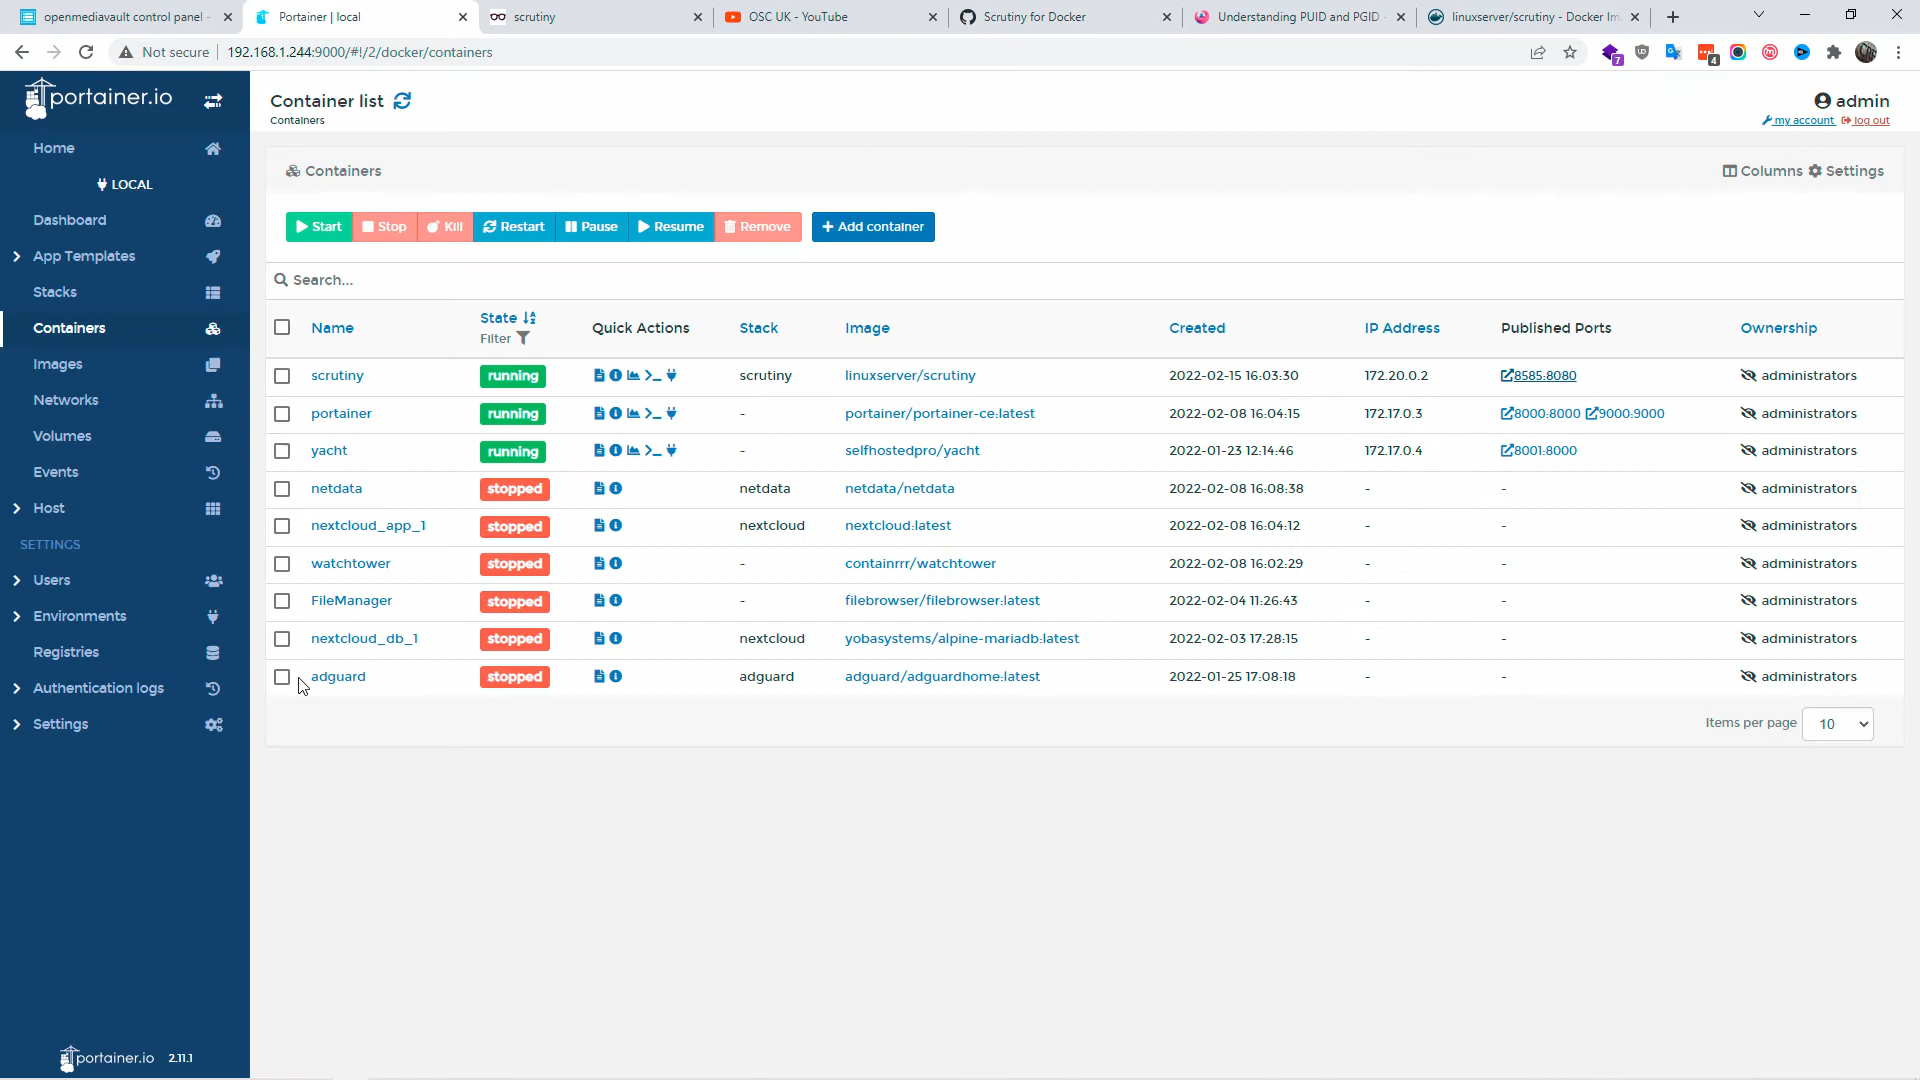 openmediavault control panel -
Portainer | local
scrutiny
OSC UK - YouTube
Scrutiny for Docker
Understanding PUID and PGID -
linuxserver/scrutiny - Docker Im
Not secure
192.168.1.244:9000/#!/2/docker/containers
7
4
portainer.io
Container list
Containers
admin
my account
log out
Home
LOCAL
Dashboard
App Templates
Stacks
Containers
Images
Networks
Volumes
Events
Host
SETTINGS
Users
Environments
Registries
Authentication logs
Settings
portainer.io 2.11.1
Containers
Columns Settings
Start Stop Kill Restart Pause Resume Remove Add container
Search...
Name State Filter Quick Actions Stack Image Created IP Address Published Ports Ownership
scrutiny running scrutiny linuxserver/scrutiny 2022-02-15 16:03:30 172.20.0.2 8585:8080 administrators
portainer running - portainer/portainer-ce:latest 2022-02-08 16:04:15 172.17.0.3 8000:8000 9000:9000 administrators
yacht running - selfhostedpro/yacht 2022-01-23 12:14:46 172.17.0.4 8001:8000 administrators
netdata stopped netdata netdata/netdata 2022-02-08 16:08:38 - - administrators
nextcloud_app_1 stopped nextcloud nextcloud:latest 2022-02-08 16:04:12 - - administrators
watchtower stopped - containrrr/watchtower 2022-02-08 16:02:29 - - administrators
FileManager stopped - filebrowser/filebrowser:latest 2022-02-04 11:26:43 - - administrators
nextcloud_db_1 stopped nextcloud yobasystems/alpine-mariadb:latest 2022-02-03 17:28:15 - - administrators
adguard stopped adguard adguard/adguardhome:latest 2022-01-25 17:08:18 - - administrators
Items per page 10